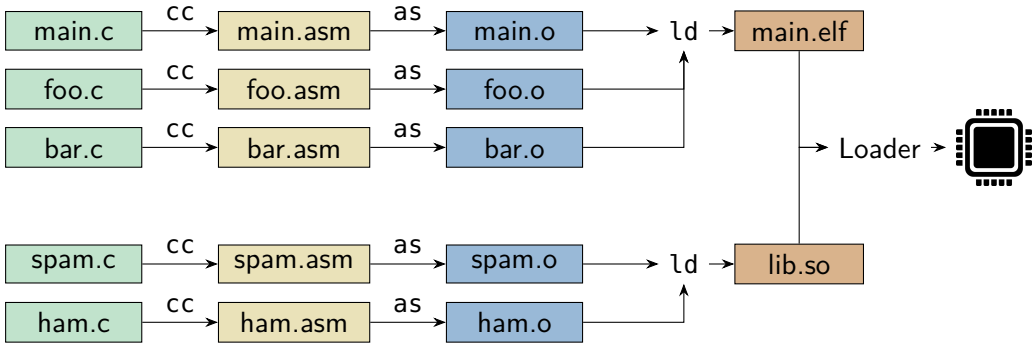 cc as
main.c main.asm main.o ld main.elf
cc as
foo.c foo.asm foo.o
cc as
bar.c bar.asm bar.o
Loader
cc as
spam.c spam.asm spam.o ld lib.so
cc as
ham.c ham.asm ham.o